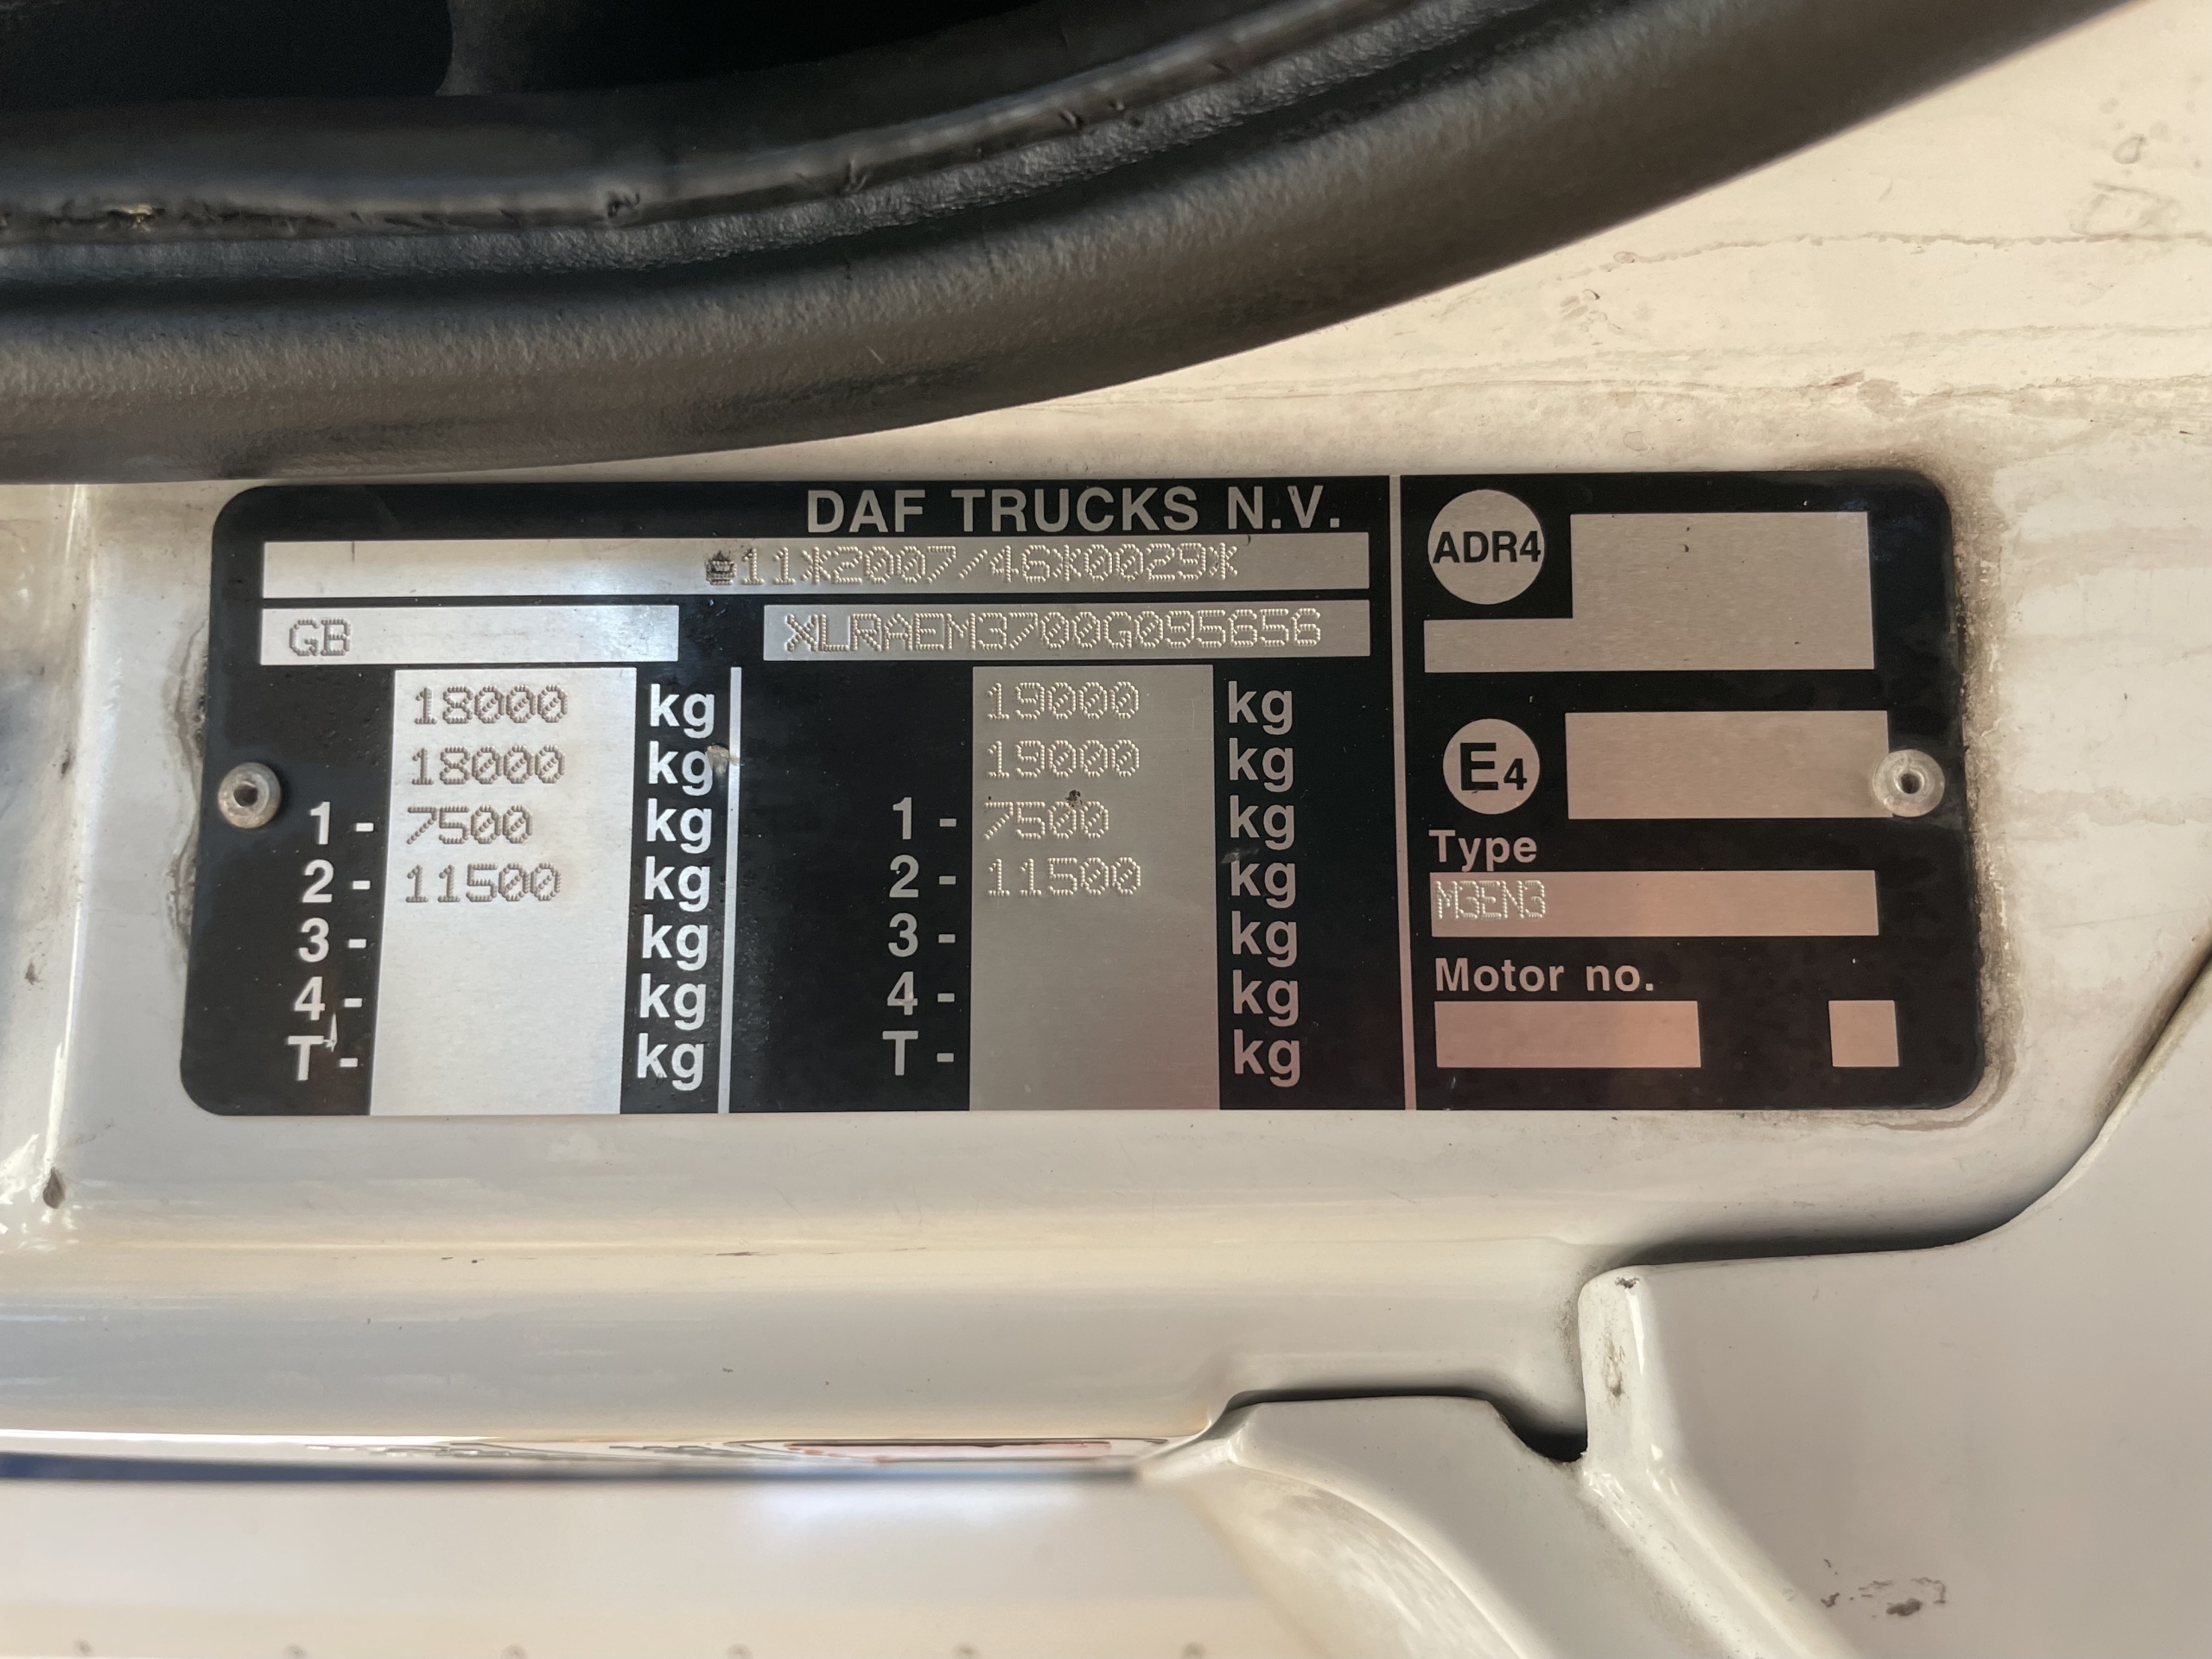 DAF TRUCKS N.V.
e11*2007/46*0029*
GB XLRAEM3700G095656
18000 kg 19000 kg
18000 kg 19000 kg
1 - 7500 kg 1 - 7500 kg
2 - 11500 kg 2 - 11500 kg
3 - kg 3 - kg
4 - kg 4 - kg
T - kg T - kg
ADR4
E4
Type
M3EN3
Motor no.